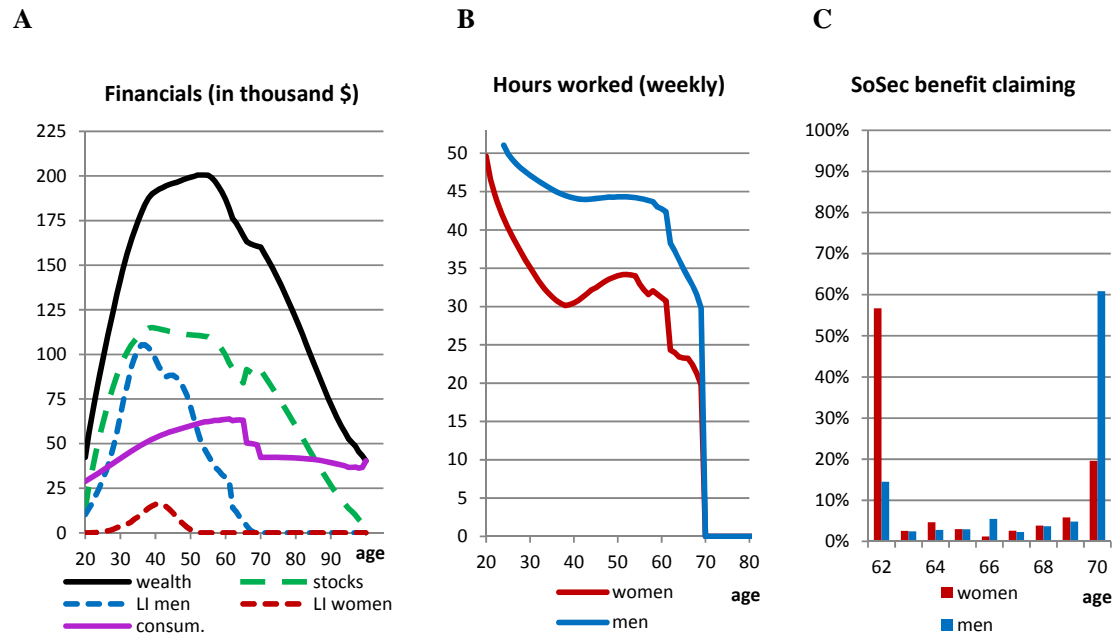 A
Financials (in thousand $)
225
200
175
150
125
100
75
50
25
0
20 30 40 50 60 70 80 90
age
wealth
stocks
LI men
LI women
consum.
B
Hours worked (weekly)
50
45
40
35
30
25
20
15
10
5
0
20 30 40 50 60 70 80
women
age
men
C
SoSec benefit claiming
100%
90%
80%
70%
60%
50%
40%
30%
20%
10%
0%
62 64 66 68 70
women
age
men